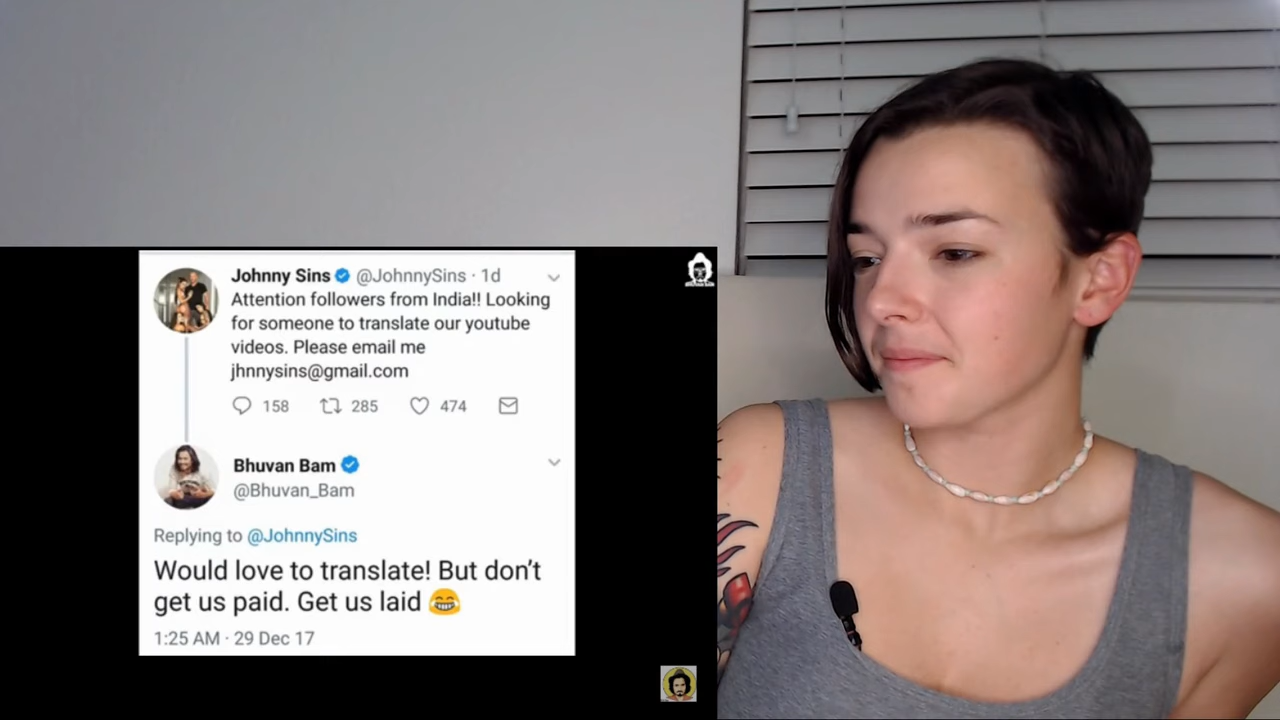 Johnny Sins @JohnnySins · 1d
Attention followers from India!! Looking
for someone to translate our youtube
videos. Please email me
jhnnysins@gmail.com
158 285 474
Bhuvan Bam
@Bhuvan_Bam
Replying to @JohnnySins
Would love to translate! But don't
get us paid. Get us laid 😂
1:25 AM · 29 Dec 17